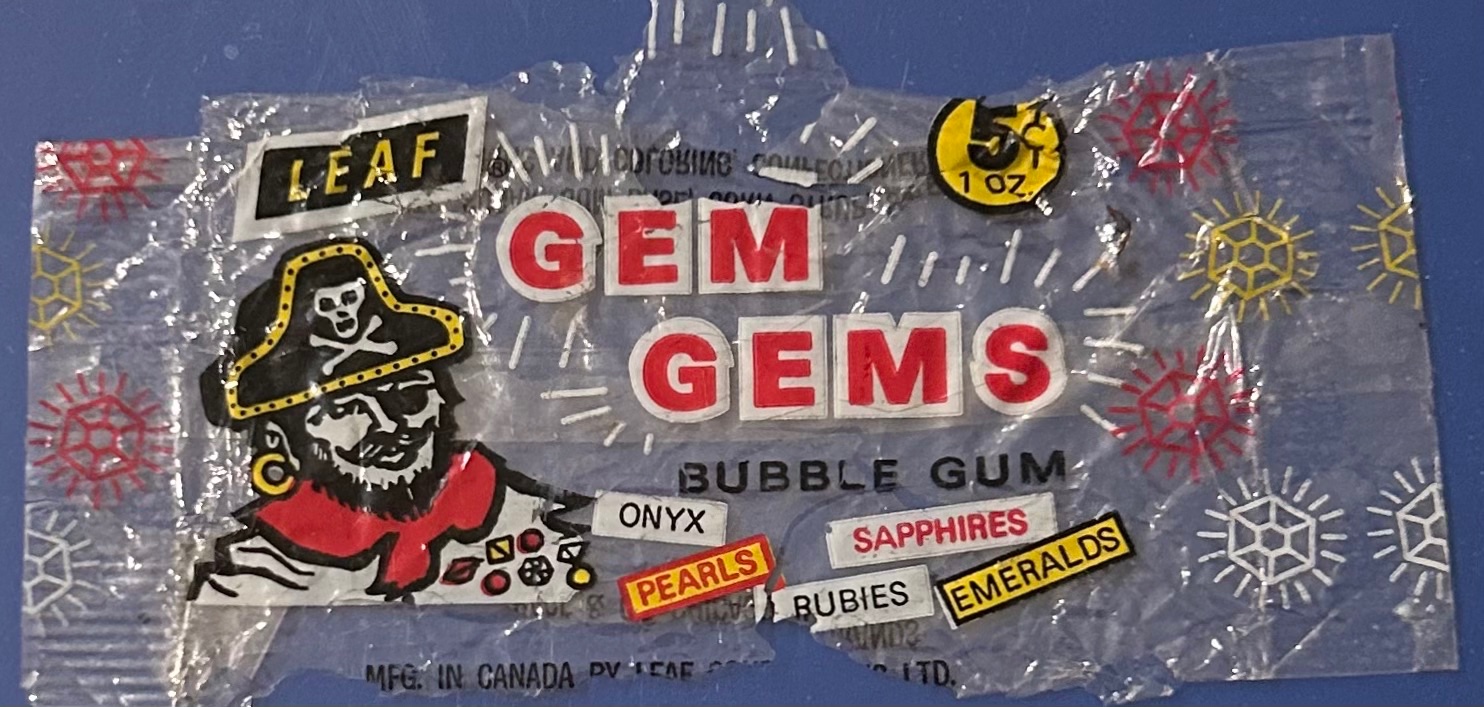 LEAF
®
5 CT
1 OZ.
GEM
GEMS
BUBBLE GUM
ONYX
SAPPHIRES
PEARLS
RUBIES
EMERALDS
MFG. IN CANADA BY LEAF LTD.